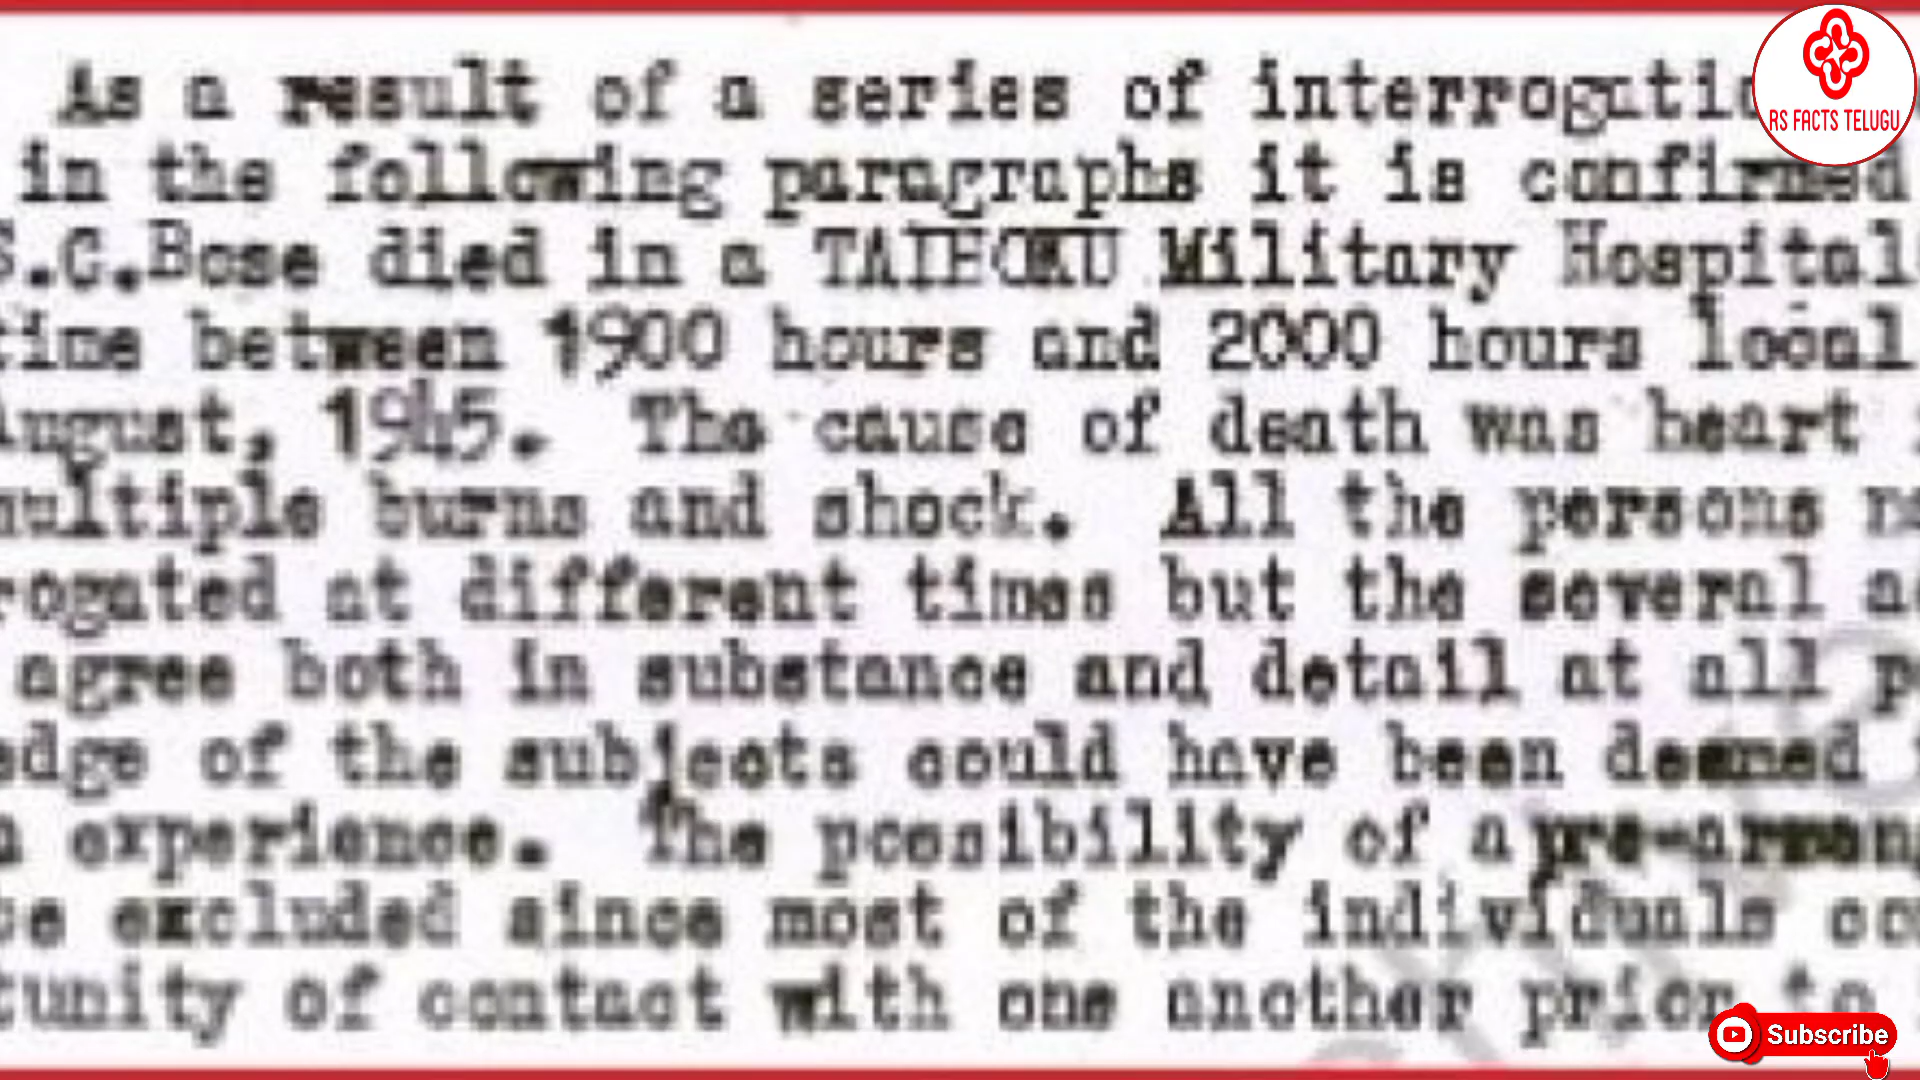 As a result of a series of interrogatio
in the following paragraphs it is confirmed
S.C.Bose died in a TAIHOKU Military Hospital
time between 1900 hours and 2000 hours local
August, 1945. The cause of death was heart
multiple burns and shock. All the persons
rogated at different times but the several
agree both in substance and detail at all
edge of the subjects could have been deemed
experience. The possibility of a pre-arran
be excluded since most of the individuals
tunity of contact with one another prior to
RS FACTS TELUGU
Subscribe